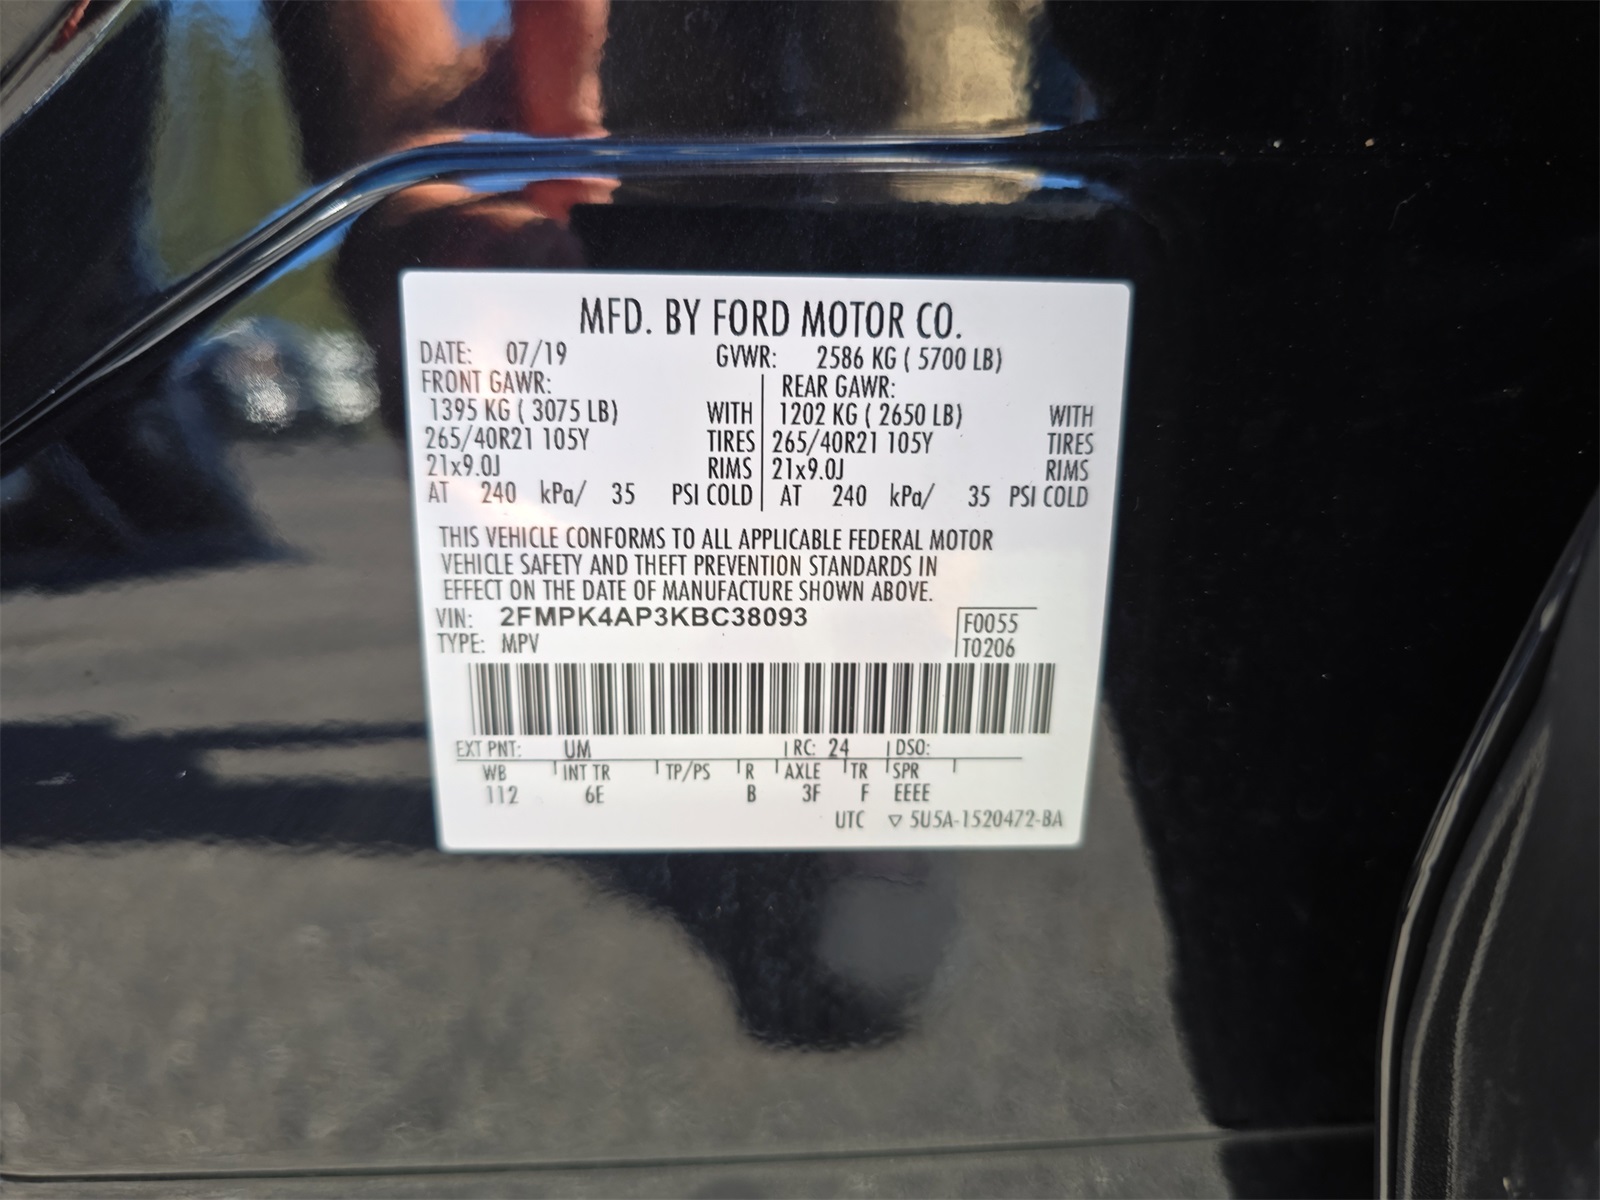 MFD. BY FORD MOTOR CO.
DATE: 07/19 GVWR: 2586 KG ( 5700 LB)
FRONT GAWR: REAR GAWR:
1395 KG ( 3075 LB) WITH 1202 KG ( 2650 LB) WITH
265/40R21 105Y TIRES 265/40R21 105Y TIRES
21x9.0J RIMS 21x9.0J RIMS
AT 240 kPa/ 35 PSI COLD AT 240 kPa/ 35 PSI COLD
THIS VEHICLE CONFORMS TO ALL APPLICABLE FEDERAL MOTOR
VEHICLE SAFETY AND THEFT PREVENTION STANDARDS IN
EFFECT ON THE DATE OF MANUFACTURE SHOWN ABOVE.
VIN: 2FMPK4AP3KBC38093 F0055
TYPE: MPV T0206
EXT PNT: UM RC: 24 DSO:
WB INT TR TP/PS R AXLE TR SPR
112 6E B 3F F EEEE
UTC ▽ 5U5A-1520472-BA